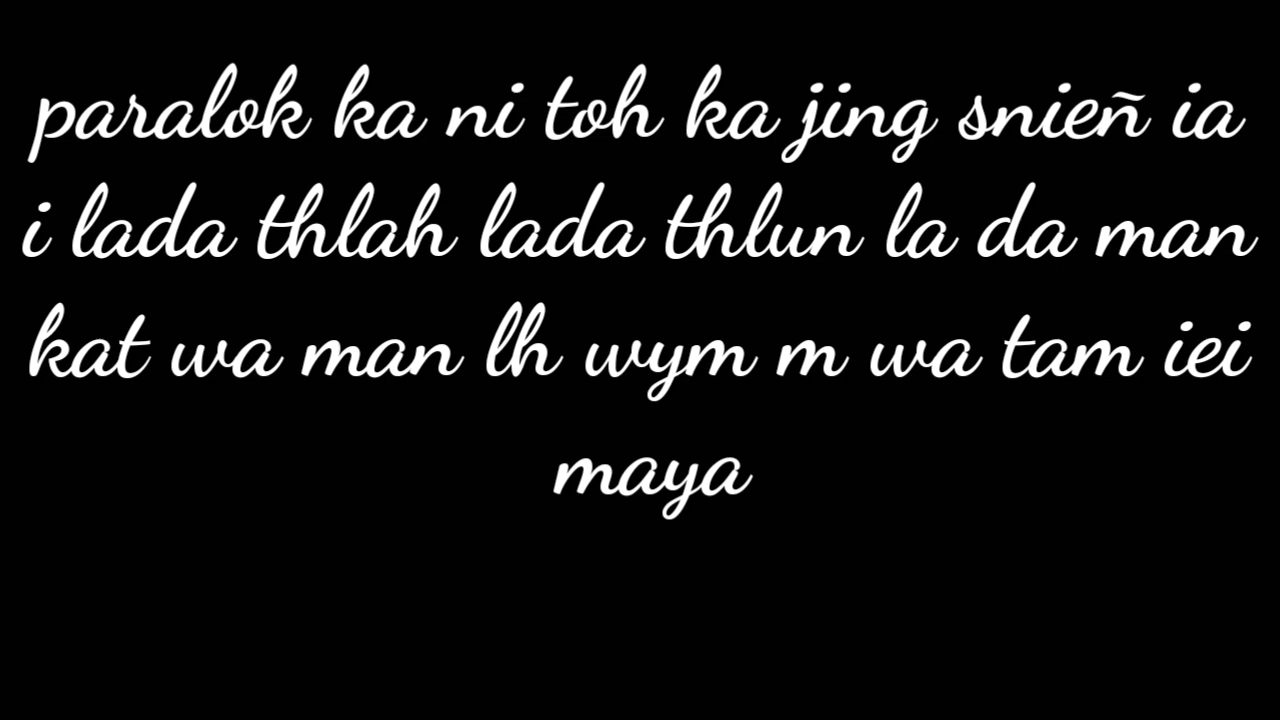 paralok ka ni toh ka jing snieñ ia
i lada thlah lada thlun la da man
kat wa man lh wym m wa tam iei
maya